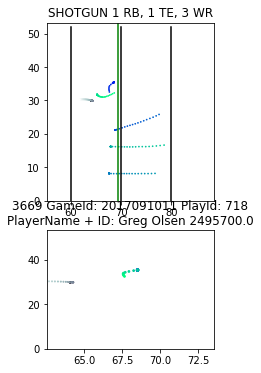 SHOTGUN 1 RB, 1 TE, 3 WR
50
40
30
20
10
0
60 70 80
3669 GameId: 2017091011 PlayId: 718
PlayerName + ID: Greg Olsen 2495700.0
40
20
0
65.0 67.5 70.0 72.5